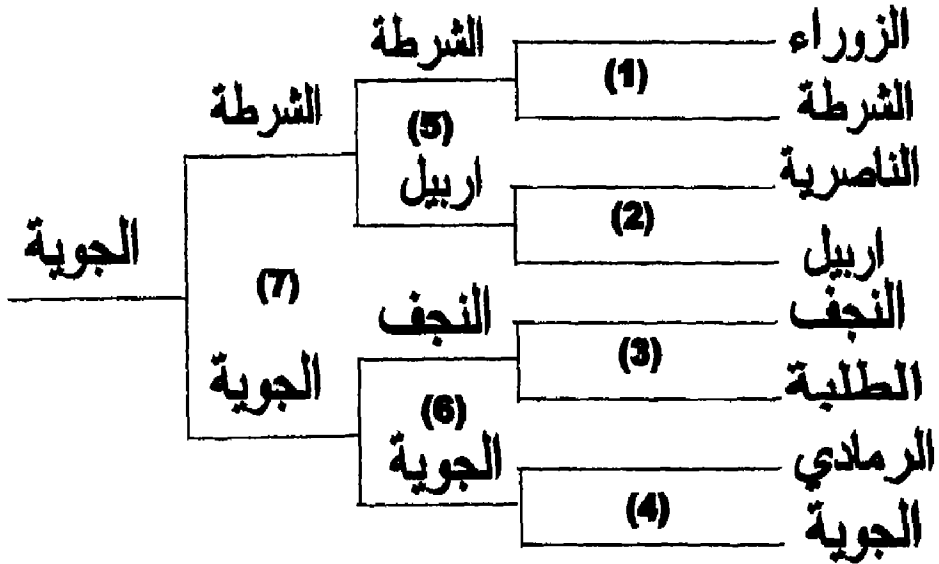 الزوراء
(1)
الشرطة
الناصرية
(2)
اربيل
النجف
(3)
الطلبة
الرمادي
(4)
الجوية
الشرطة
(5)
اربيل
النجف
(6)
الجوية
الشرطة
(7)
الجوية
الجوية